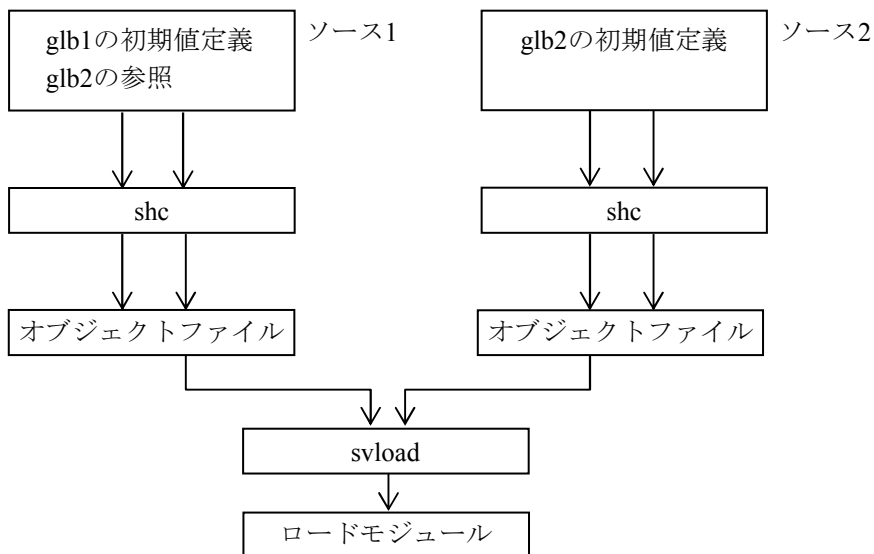 glb1の初期値定義
glb2の参照
ソース1
glb2の初期値定義
ソース2
shc
shc
オブジェクトファイル
オブジェクトファイル
svload
ロードモジュール